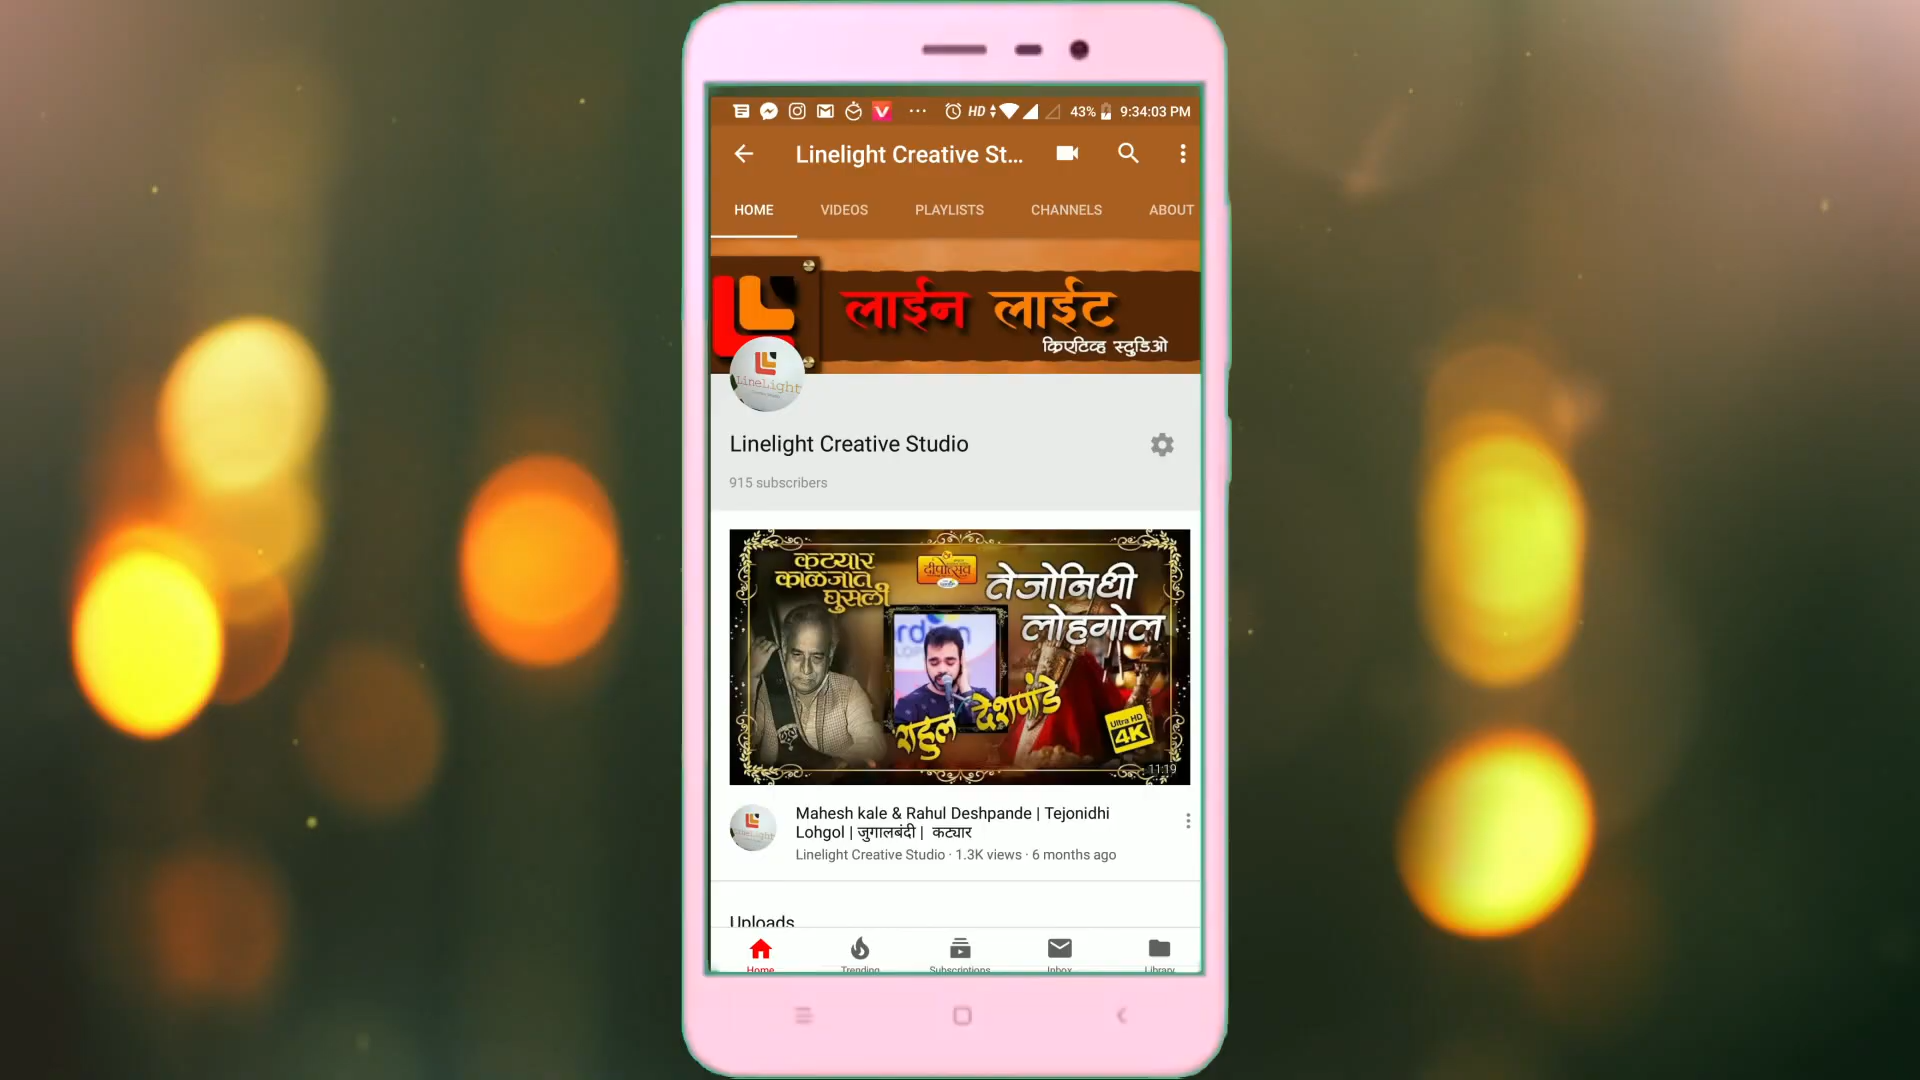 HD 43% 9:34:03 PM
Linelight Creative St...
HOME VIDEOS PLAYLISTS CHANNELS ABOUT
लाईन लाईट
क्रिएटिव्ह स्टुडिओ
LineLight
Linelight Creative Studio
915 subscribers
कट्यार
काळजात
घुसली
दीपोत्सव
तेजोनिधी
लोहगोल
राहुल देशपांडे
Ultra HD
4K
11:19
Mahesh kale & Rahul Deshpande | Tejonidhi
Lohgol | जुगालबंदी | कट्यार
LineLight
Linelight Creative Studio · 1.3K views · 6 months ago
Uploads
Home Trending Subscriptions Inbox Library